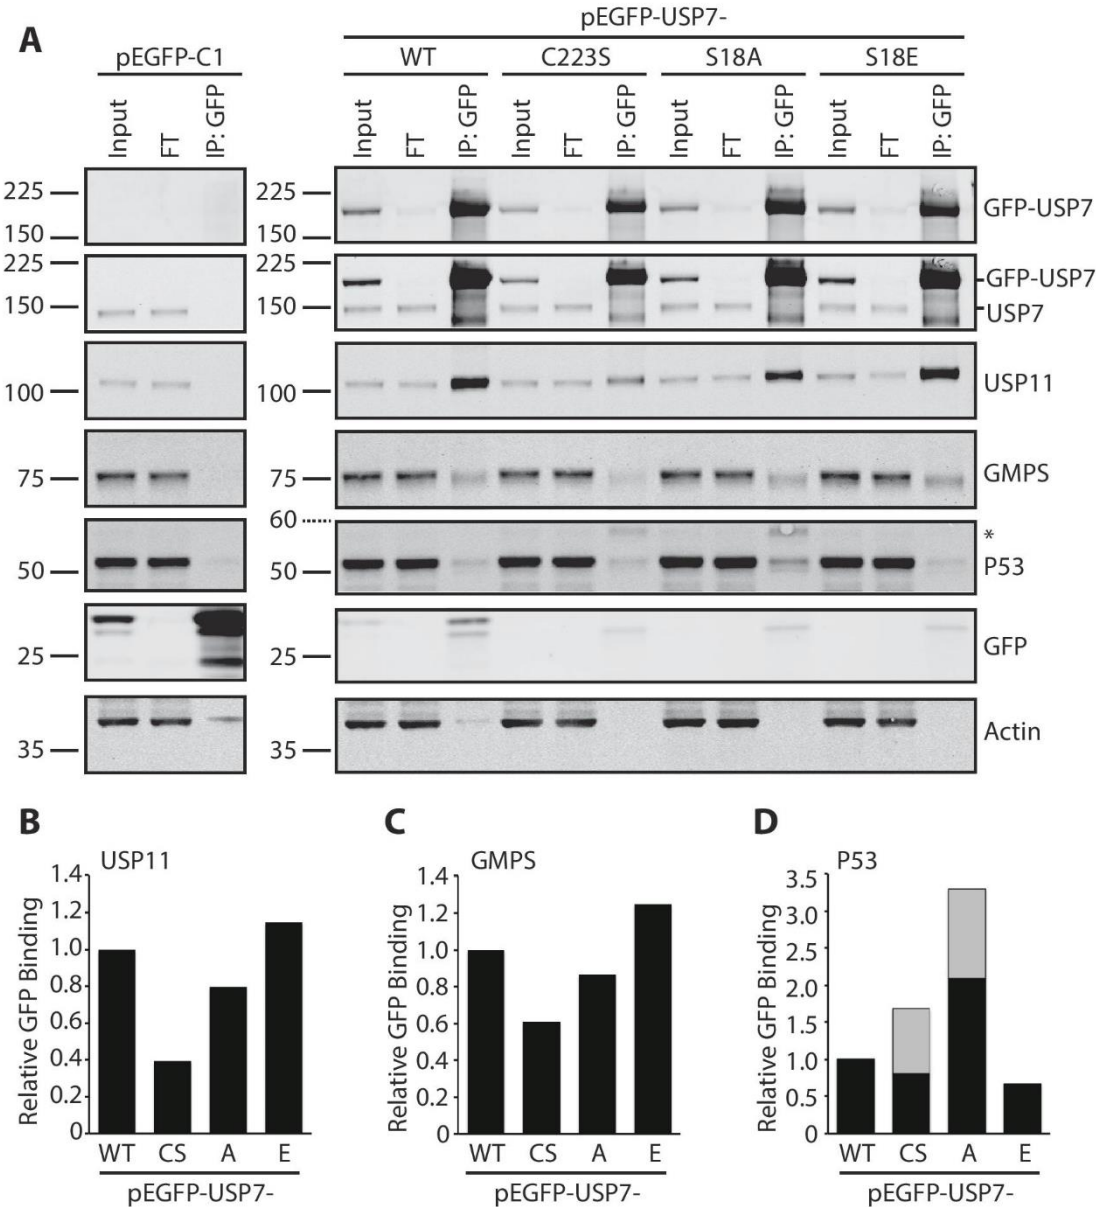 A
pEGFP-C1
pEGFP-USP7-
WT C223S S18A S18E
Input FT IP: GFP Input FT IP: GFP Input FT IP: GFP Input FT IP: GFP Input FT IP: GFP
225 225 GFP-USP7
150 150
225 225 GFP-USP7
150 150 USP7
100 100 USP11
75 75 GMPS
60 *
50 50 P53
25 25 GFP
35 35 Actin
B
USP11
Relative GFP Binding
1.4
1.2
1.0
0.8
0.6
0.4
0.2
0
WT CS A E
pEGFP-USP7-
C
GMPS
Relative GFP Binding
1.4
1.2
1.0
0.8
0.6
0.4
0.2
0
WT CS A E
pEGFP-USP7-
D
P53
Relative GFP Binding
3.5
3.0
2.5
2.0
1.5
1.0
0.5
0
WT CS A E
pEGFP-USP7-